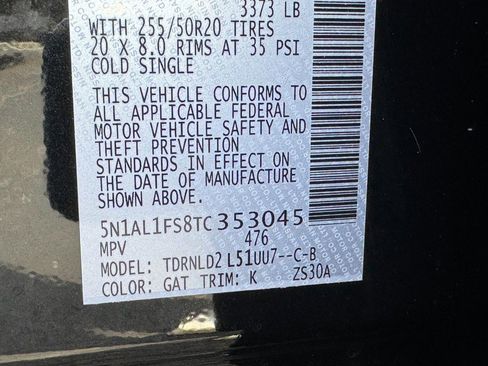 3373 LB
WITH 255/50R20 TIRES
20 X 8.0 RIMS AT 35 PSI
COLD SINGLE
THIS VEHICLE CONFORMS TO
ALL APPLICABLE FEDERAL
MOTOR VEHICLE SAFETY AND
THEFT PREVENTION
STANDARDS IN EFFECT ON
THE DATE OF MANUFACTURE
SHOWN ABOVE.
5N1AL1FS8TC353045
MPV 476
MODEL: TDRNLD2 L51UU7--C-B
COLOR: GAT TRIM: K ZS30A